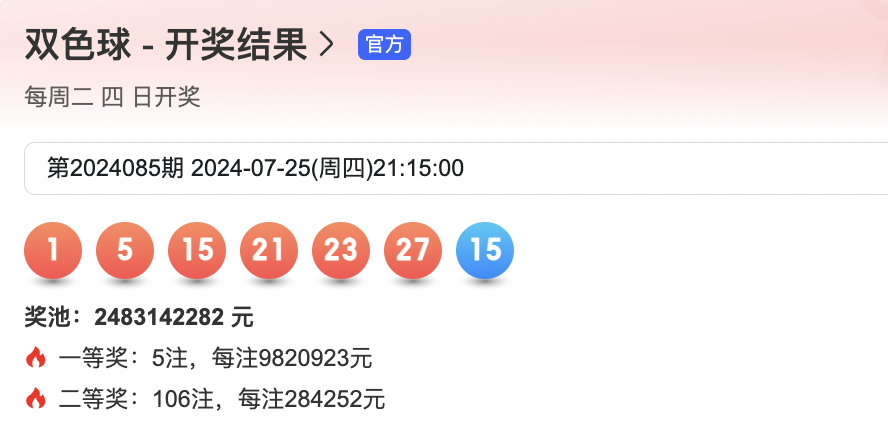 双色球 - 开奖结果 > 官方
每周二 四 日开奖
第2024085期 2024-07-25(周四)21:15:00
1 5 15 21 23 27 15
奖池：2483142282 元
一等奖：5注，每注9820923元
二等奖：106注，每注284252元